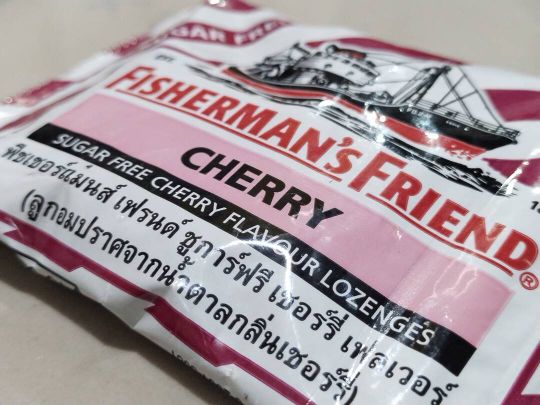 SUGAR FREE
FISHERMAN'S FRIEND®
CHERRY
SUGAR FREE CHERRY FLAVOUR LOZENGES
ฟิชเชอร์แมนส์ เฟรนด์ ชูการ์ฟรี เชอร์รี่ เฟลเวอร์
(ลูกอมปราศจากน้ำตาลกลิ่นเชอร์รี่)